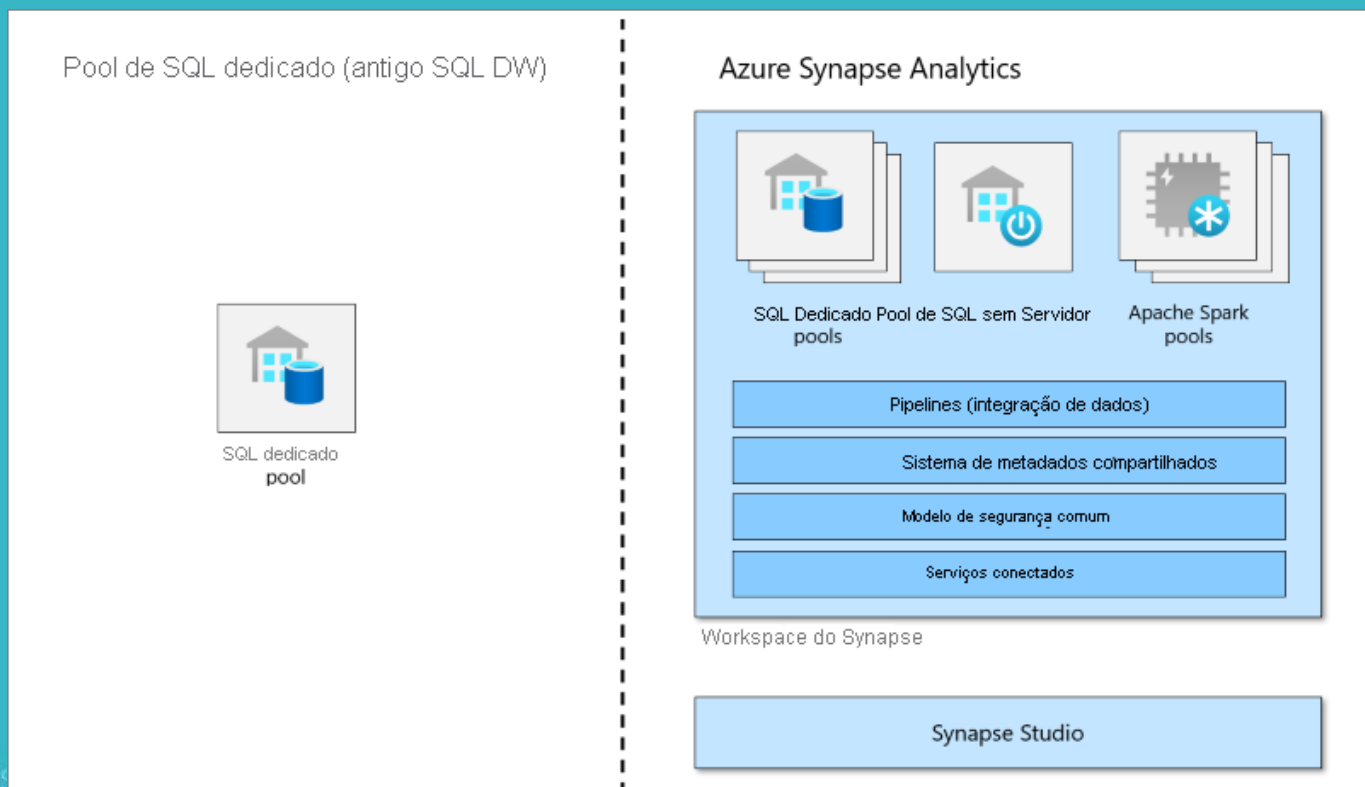 Pool de SQL dedicado (antigo SQL DW)
SQL dedicado
pool
Azure Synapse Analytics
SQL Dedicado Pool de SQL sem Servidor
pools
Apache Spark
pools
Pipelines (integração de dados)
Sistema de metadados compartilhados
Modelo de segurança comum
Serviços conectados
Workspace do Synapse
Synapse Studio